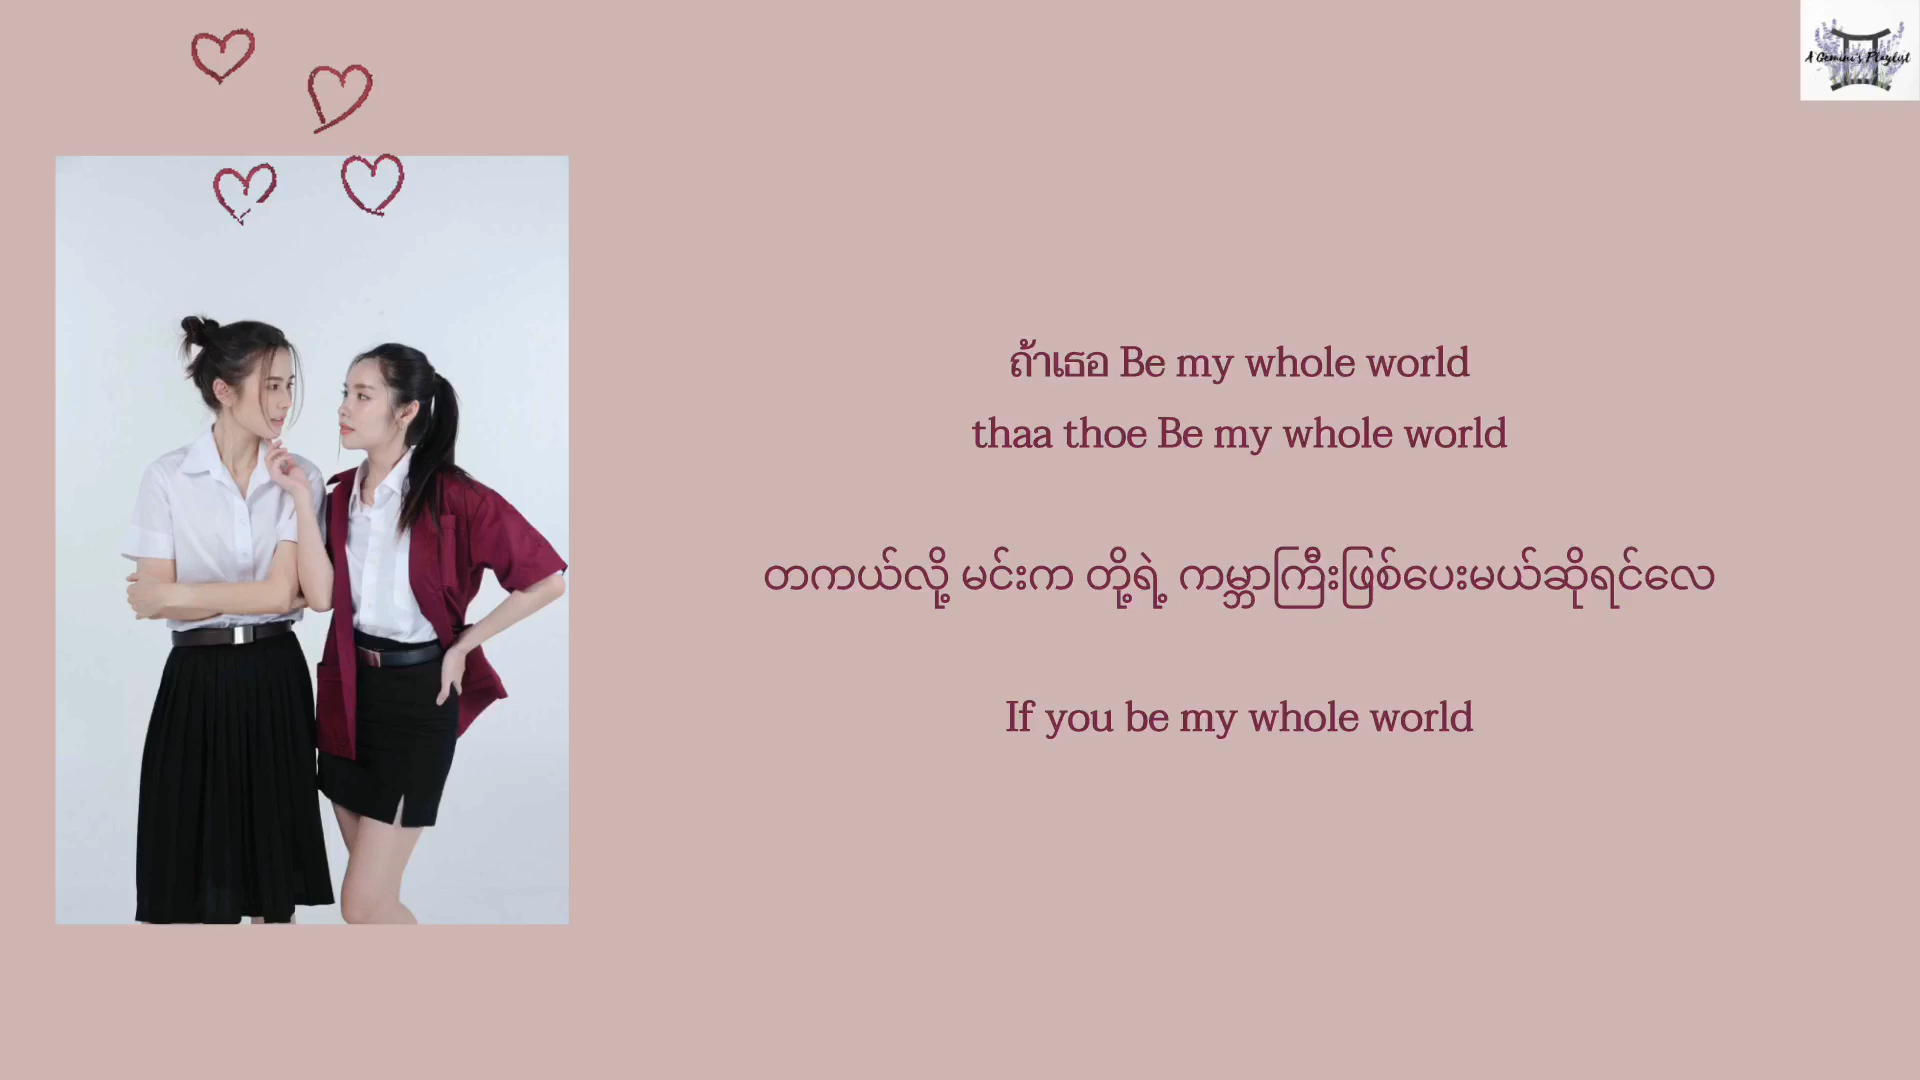 A Gemini's Playlist
ถ้าเธอ Be my whole world
thaa thoe Be my whole world
တကယ်လို့ မင်းက တို့ရဲ့ ကမ္ဘာကြီးဖြစ်ပေးမယ်ဆိုရင်လေ
If you be my whole world